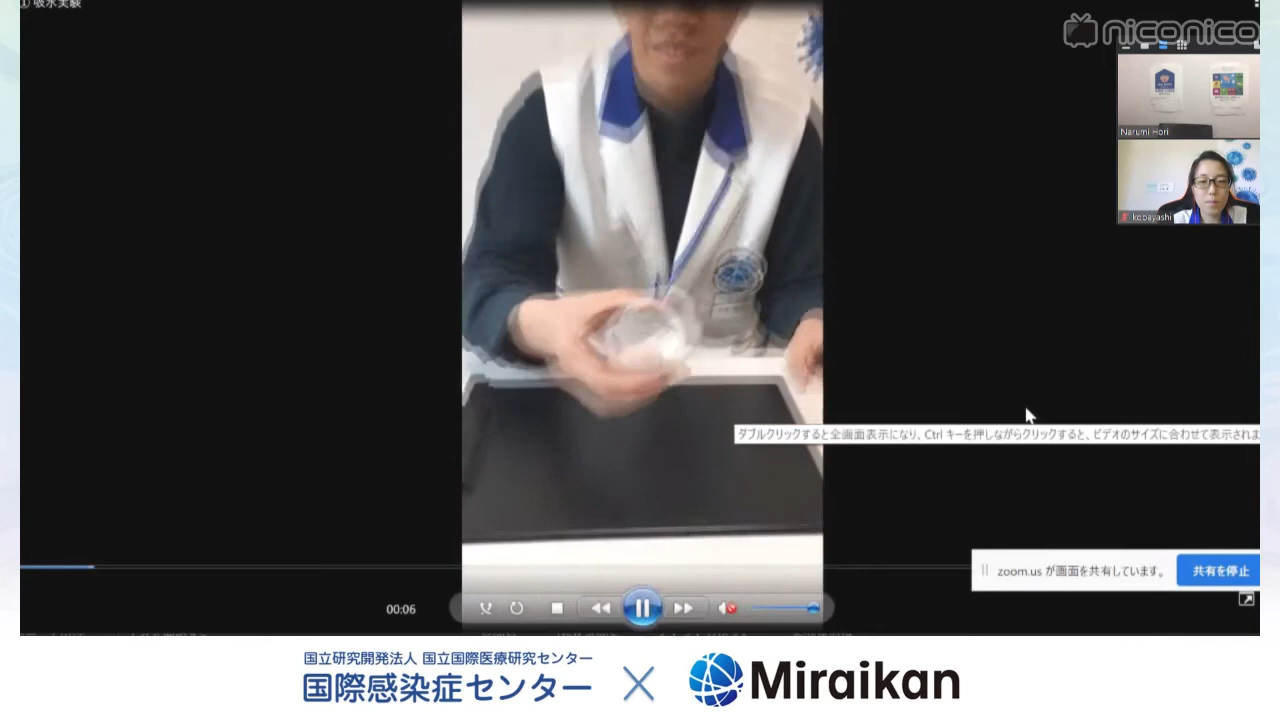 ① 吸水実験
niconico
Narumi Hori
kobayashi
ダブルクリックすると全画面表示になり、Ctrl キーを押しながらクリックすると、ビデオのサイズに合わせて表示されま
zoom.us が画面を共有しています。
共有を停止
00:06
国立研究開発法人 国立国際医療研究センター
国際感染症センター
Miraikan